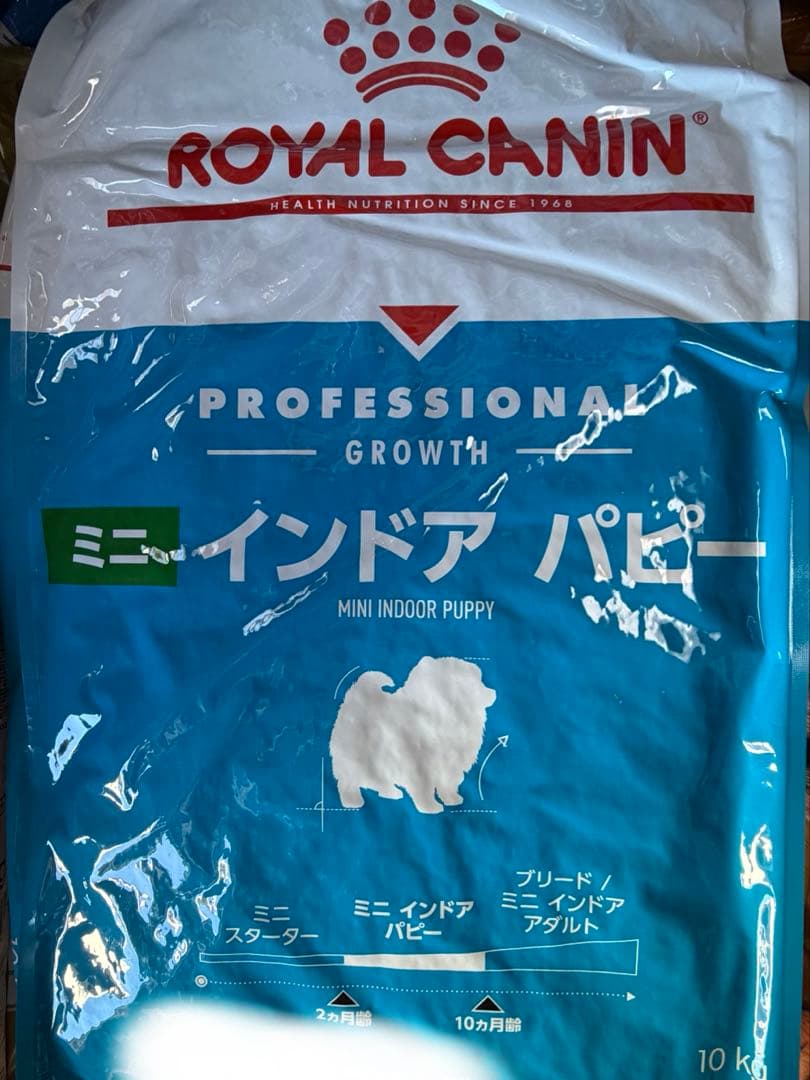 ROYAL CANIN®
HEALTH NUTRITION SINCE 1968
PROFESSIONAL
GROWTH
ミニ インドア パピー
MINI INDOOR PUPPY
ミニ
スターター
ミニ インドア
パピー
ブリード /
ミニ インドア
アダルト
2ヵ月齢
10ヵ月齢
10 kg